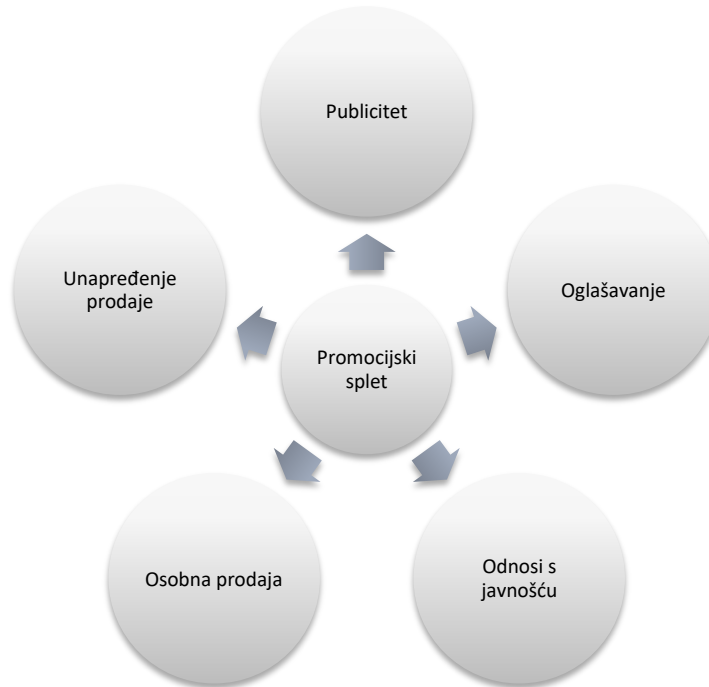 Publicitet
Unapređenje
prodaje
Oglašavanje
Promocijski
splet
Osobna prodaja
Odnosi s
javnošću